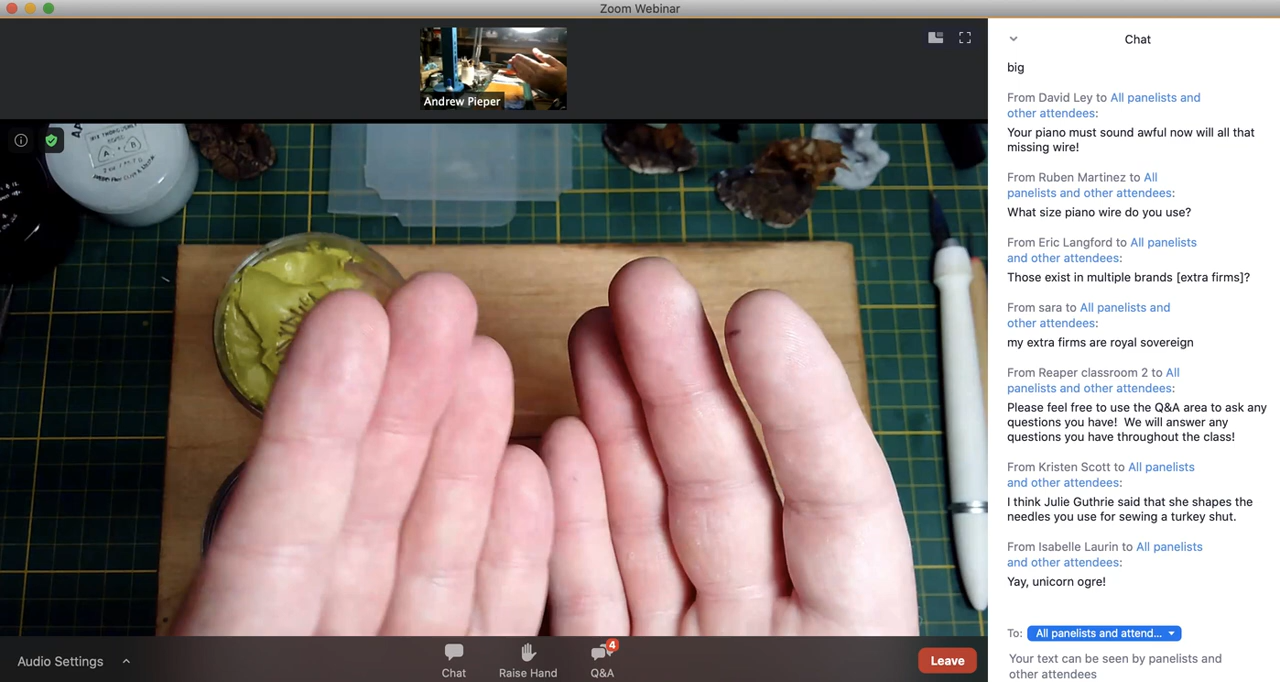 Zoom Webinar
Andrew Pieper
Chat
big
From David Ley to All panelists and
other attendees:
Your piano must sound awful now will all that
missing wire!
From Ruben Martinez to All
panelists and other attendees:
What size piano wire do you use?
From Eric Langford to All panelists
and other attendees:
Those exist in multiple brands [extra firms]?
From sara to All panelists and
other attendees:
my extra firms are royal sovereign
From Reaper classroom 2 to All
panelists and other attendees:
Please feel free to use the Q&A area to ask any
questions you have!  We will answer any
questions you have throughout the class!
From Kristen Scott to All panelists
and other attendees:
I think Julie Guthrie said that she shapes the
needles you use for sewing a turkey shut.
From Isabelle Laurin to All panelists
and other attendees:
Yay, unicorn ogre!
To: All panelists and attend...
Your text can be seen by panelists and
other attendees
A + B
Audio Settings
Chat
Raise Hand
4
Q&A
Leave